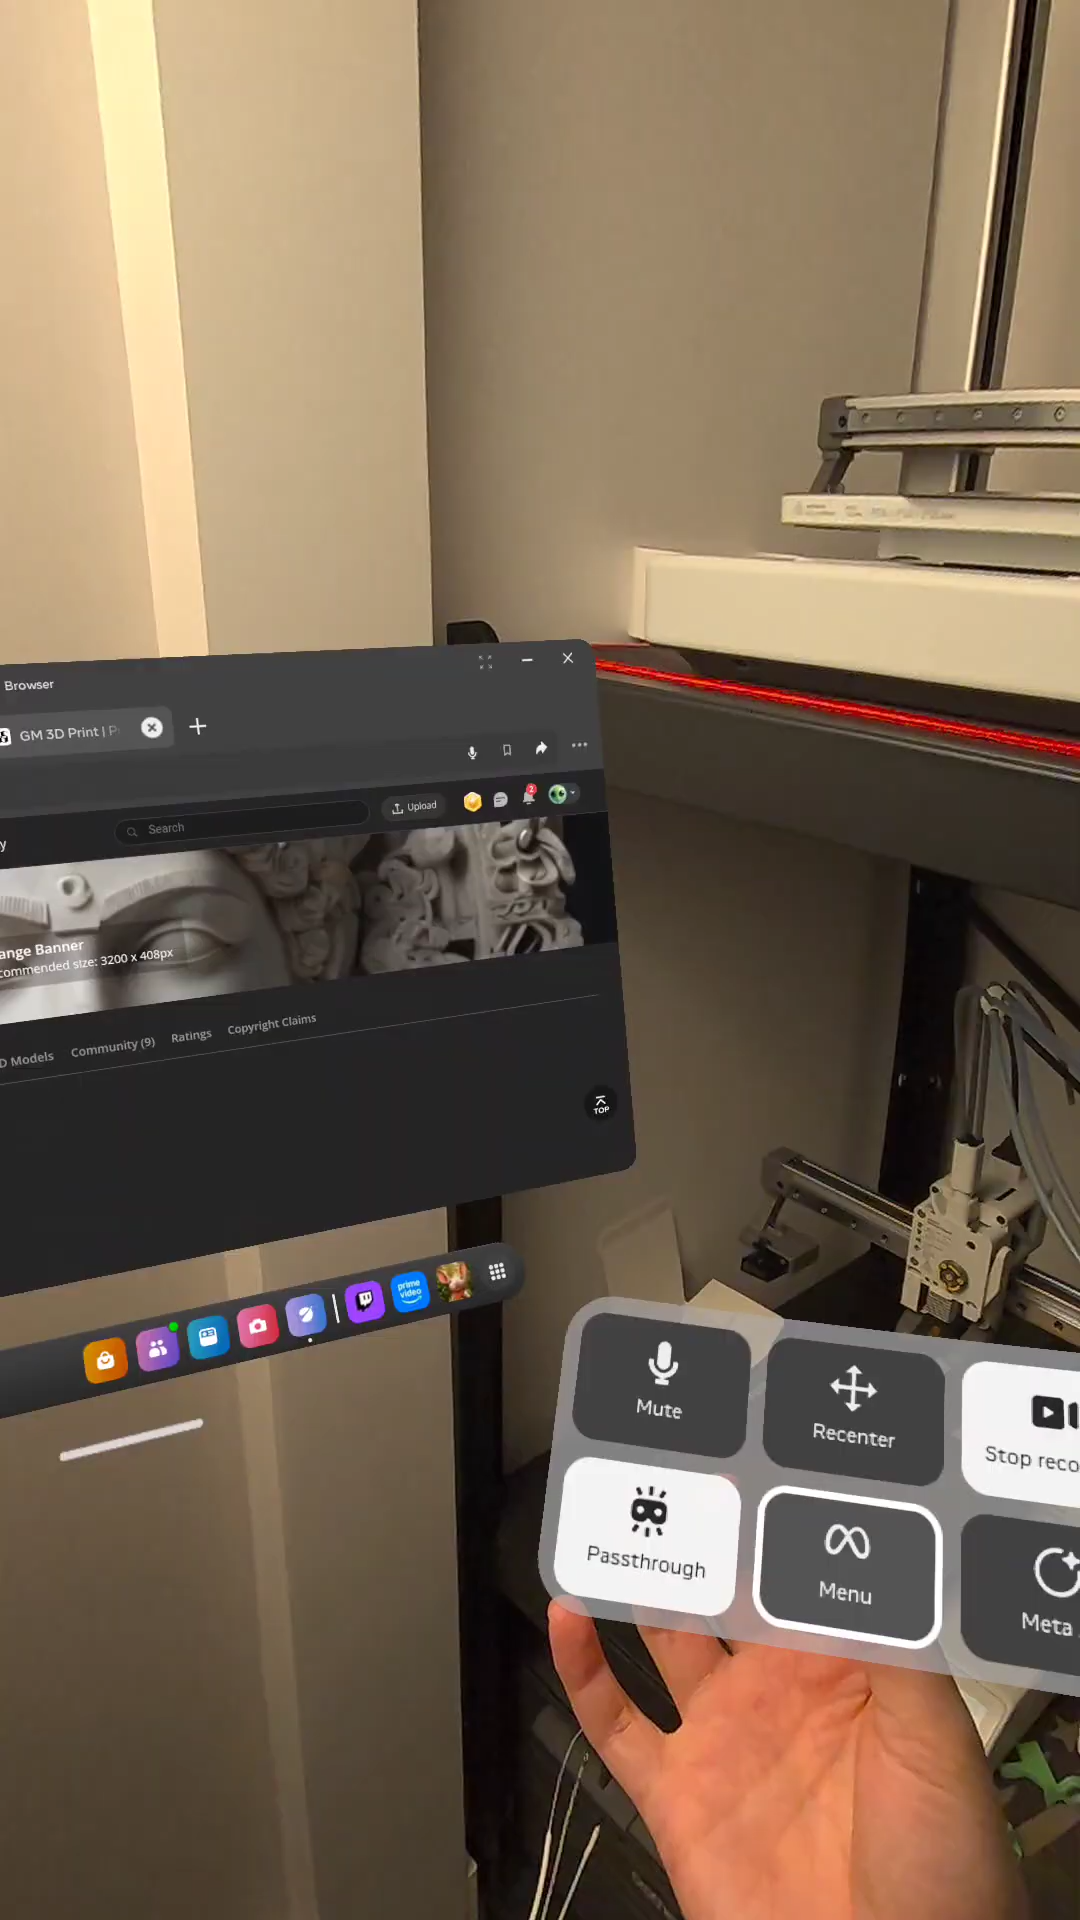 Browser
GM 3D Print | P
y
Search
Upload
2
ange Banner
commended size: 3200 x 408px
D Models
Community (9)
Ratings
Copyright Claims
TOP
prime
video
Mute
Recenter
Stop reco
Passthrough
Menu
Meta